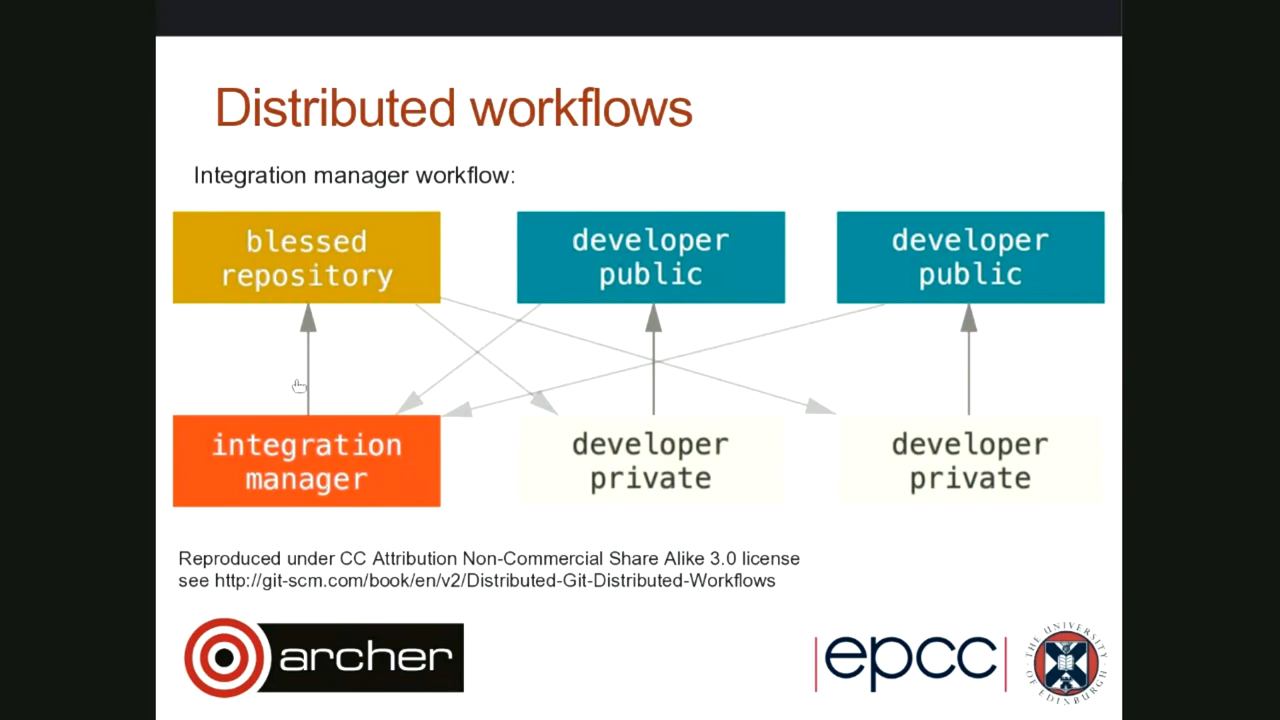 Distributed workflows
Integration manager workflow:
blessed
repository
developer
public
developer
public
integration
manager
developer
private
developer
private
Reproduced under CC Attribution Non-Commercial Share Alike 3.0 license
see http://git-scm.com/book/en/v2/Distributed-Git-Distributed-Workflows
archer
epcc
THE UNIVERSITY
OF EDINBURGH